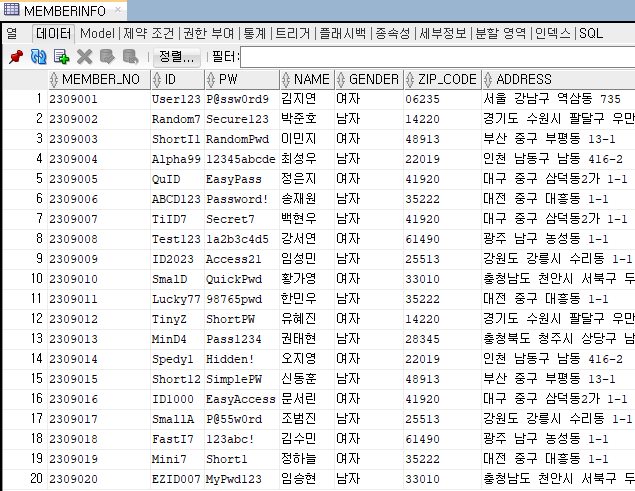 MEMBERINFO
열 데이터 Model 제약 조건 권한 부여 통계 트리거 플래시백 종속성 세부정보 분할 영역 인덱스 SQL
정렬... 필터:
MEMBER_NO ID PW NAME GENDER ZIP_CODE ADDRESS
1 2309001 User123 P@ssw0rd9 김지연 여자 06235 서울 강남구 역삼동 735
2 2309002 Random7 Secure123 박준호 남자 14220 경기도 수원시 팔달구 우만
3 2309003 ShortI1 RandomPwd 이민지 여자 48913 부산 중구 부평동 13-1
4 2309004 Alpha99 12345abcde 최성우 남자 22019 인천 남동구 남동 416-2
5 2309005 QuID EasyPass 정은지 여자 41920 대구 중구 삼덕동2가 1-1
6 2309006 ABCD123 Password! 송재원 남자 35222 대전 중구 대흥동 1-1
7 2309007 TiID7 Secret7 백현우 남자 41920 대구 중구 삼덕동2가 1-1
8 2309008 Test123 1a2b3c4d5 강서연 여자 61490 광주 남구 농성동 1-1
9 2309009 ID2023 Access21 임성민 남자 25513 강원도 강릉시 수리동 1-1
10 2309010 SmalD QuickPwd 황가영 여자 33010 충청남도 천안시 서북구 두
11 2309011 Lucky77 98765pwd 한민우 남자 35222 대전 중구 대흥동 1-1
12 2309012 TinyZ ShortPW 유혜진 여자 14220 경기도 수원시 팔달구 우만
13 2309013 MinD4 Pass1234 권태현 남자 28345 충청북도 청주시 상당구 남
14 2309014 Spedy1 Hidden! 오지영 여자 22019 인천 남동구 남동 416-2
15 2309015 Short12 SimplePW 신동훈 남자 48913 부산 중구 부평동 13-1
16 2309016 ID1000 EasyAccess 문서린 여자 41920 대구 중구 삼덕동2가 1-1
17 2309017 SmallA P@55w0rd 조범진 남자 25513 강원도 강릉시 수리동 1-1
18 2309018 FastI7 123abc! 김수민 여자 61490 광주 남구 농성동 1-1
19 2309019 Mini7 Short1 정하늘 여자 35222 대전 중구 대흥동 1-1
20 2309020 EZID007 MyPwd123 임승현 남자 33010 충청남도 천안시 서북구 두